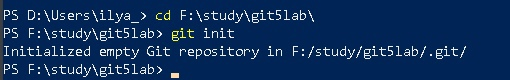 PS D:\Users\ilya_> cd F:\study\git5lab\
PS F:\study\git5lab> git init
Initialized empty Git repository in F:/study/git5lab/.git/
PS F:\study\git5lab>